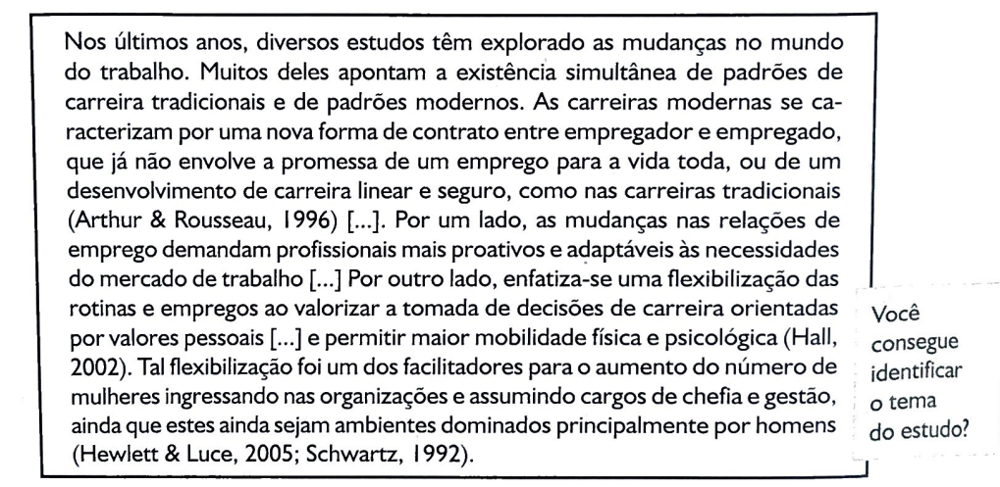 Nos últimos anos, diversos estudos têm explorado as mudanças no mundo
do trabalho. Muitos deles apontam a existência simultânea de padrões de
carreira tradicionais e de padrões modernos. As carreiras modernas se ca-
racterizam por uma nova forma de contrato entre empregador e empregado,
que já não envolve a promessa de um emprego para a vida toda, ou de um
desenvolvimento de carreira linear e seguro, como nas carreiras tradicionais
(Arthur & Rousseau, 1996) [...]. Por um lado, as mudanças nas relações de
emprego demandam profissionais mais proativos e adaptáveis às necessidades
do mercado de trabalho [...] Por outro lado, enfatiza-se uma flexibilização das
rotinas e empregos ao valorizar a tomada de decisões de carreira orientadas
por valores pessoais [...] e permitir maior mobilidade física e psicológica (Hall,
2002). Tal flexibilização foi um dos facilitadores para o aumento do número de
mulheres ingressando nas organizações e assumindo cargos de chefia e gestão,
ainda que estes ainda sejam ambientes dominados principalmente por homens
(Hewlett & Luce, 2005; Schwartz, 1992).
Você
consegue
identificar
o tema
do estudo?